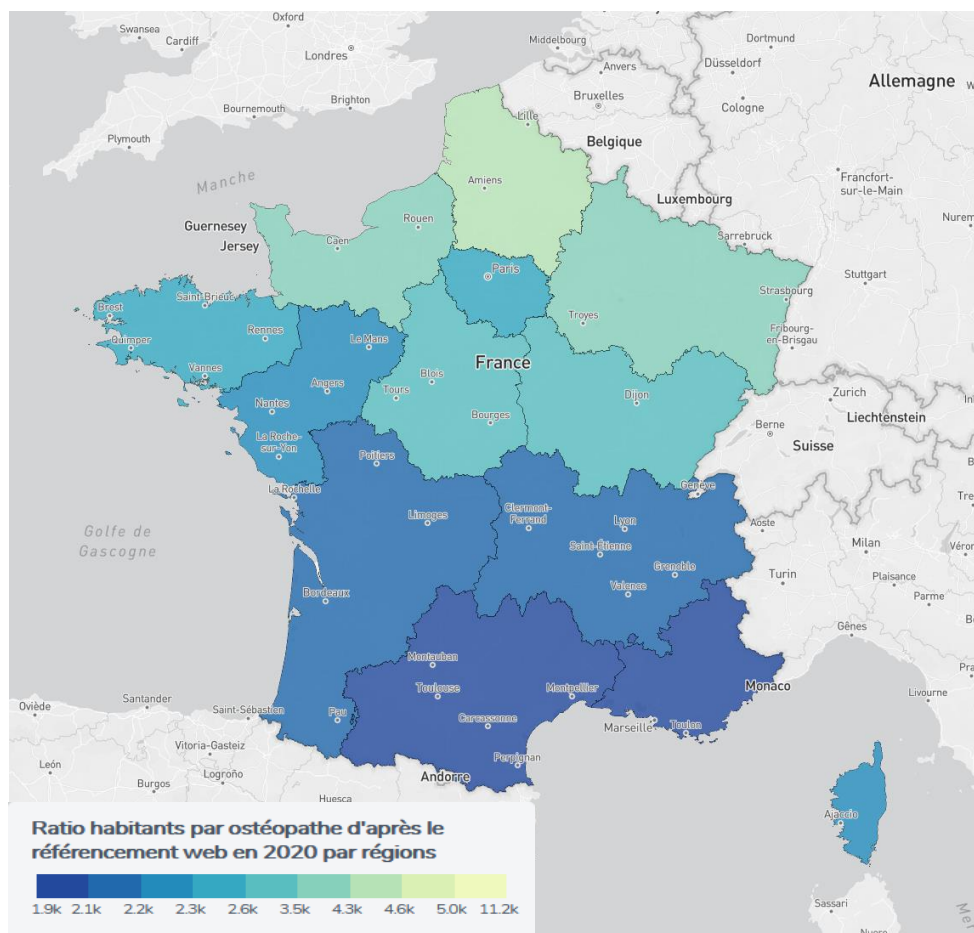 Oxford
Swansea
Cardiff
Londres
Middelbourg
Dortmund
Anvers
Düsseldorf
Allemagne
Bruxelles
Cologne
Bournemouth
Brighton
Lille
Plymouth
Belgique
Francfort-
sur-le-Main
Manche
Amiens
Luxembourg
Guernesey
Rouen
Jersey
Caen
Sarrebruck
Paris
Stuttgart
Strasbourg
Brest
Saint-Brieuc
Troyes
Fribourg-
en-Brisgau
Quimper
Rennes
Le Mans
France
Vannes
Blois
Angers
Tours
Dijon
Zurich
Nantes
Bourges
Liechtenstein
Berne
La Roche-
sur-Yon
Suisse
Poitiers
La Rochelle
Genève
Golfe de
Gascogne
Limoges
Clermont-
Ferrand
Lyon
Aoste
Saint-Étienne
Milan
Grenoble
Turin
Plaisance
Bordeaux
Valence
Parme
Gênes
Montauban
Toulouse
Montpellier
Monaco
Oviède
Santander
Saint-Sébastien
Pau
Carcassonne
Marseille
Toulon
Livourne
Vitoria-Gasteiz
León
Logroño
Perpignan
Burgos
Andorre
Huesca
Ajaccio
Sassari
Nuoro
Ratio habitants par ostéopathe d'après le
référencement web en 2020 par régions
1.9k 2.1k 2.2k 2.3k 2.6k 3.5k 4.3k 4.6k 5.0k 11.2k